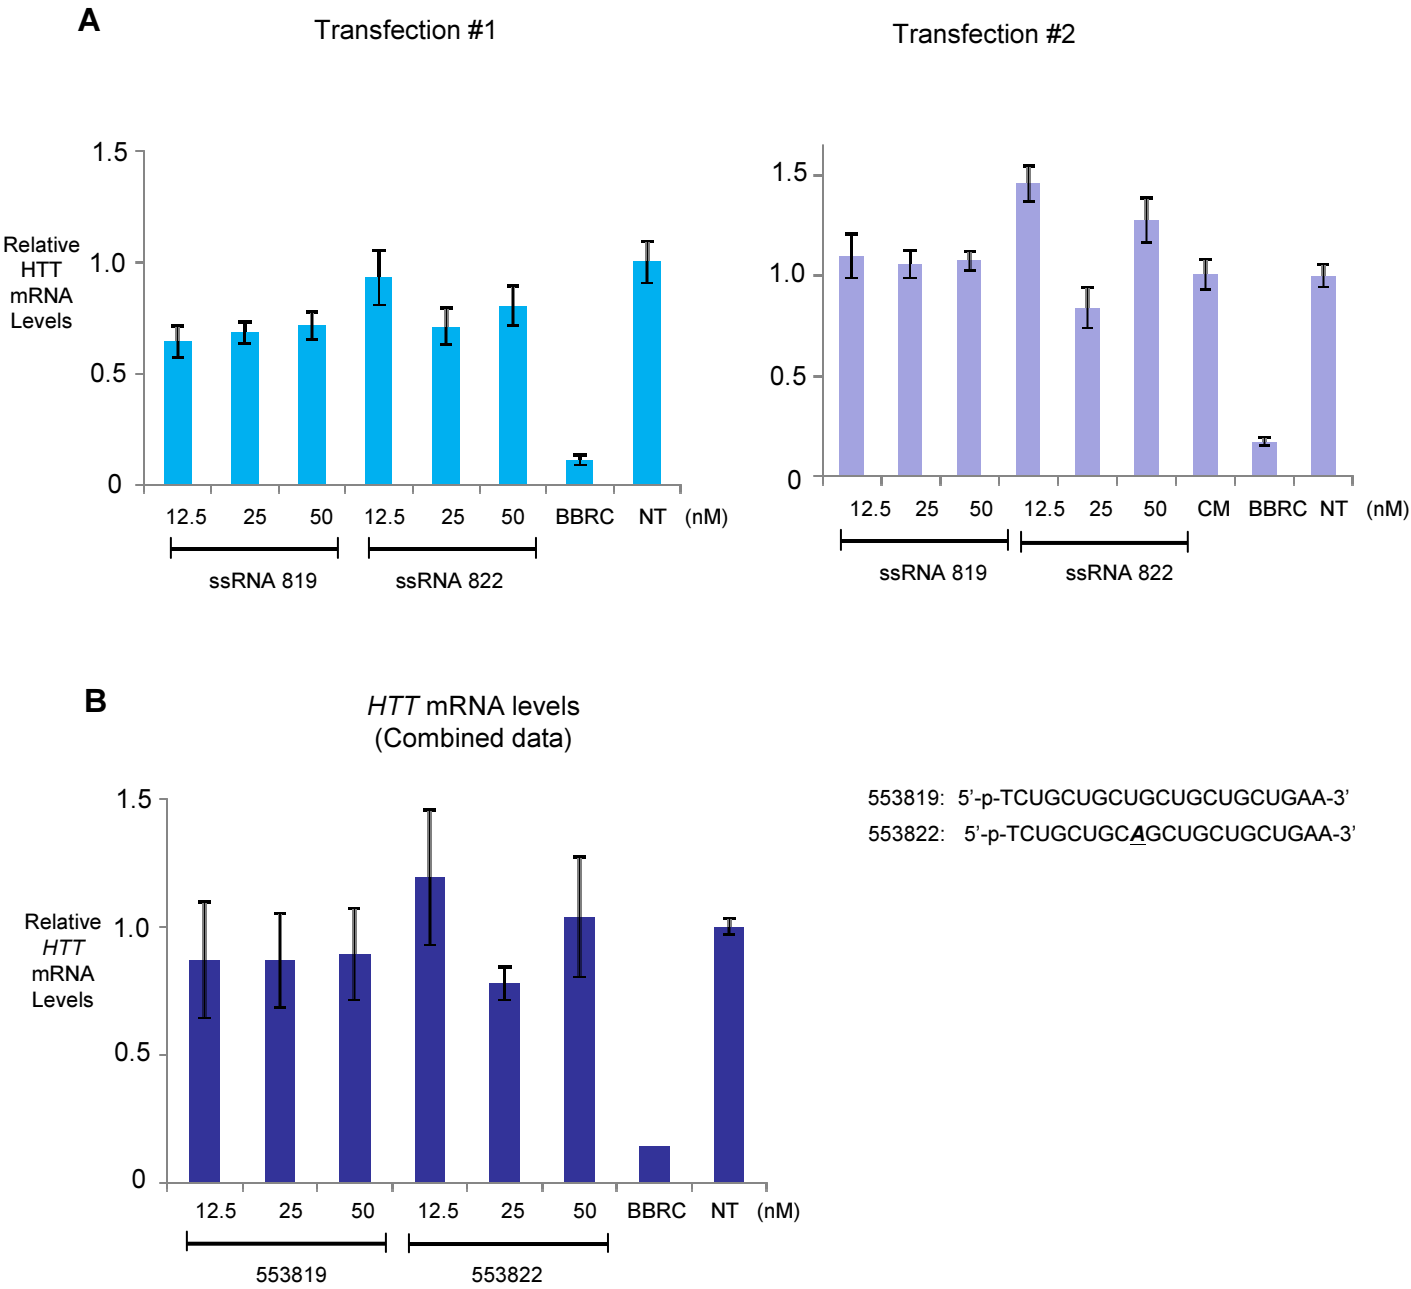 A
Transfection #1
Transfection #2
1.5
1.0
0.5
0
Relative
HTT
mRNA
Levels
12.5 25 50 12.5 25 50 BBRC NT (nM)
ssRNA 819 ssRNA 822
1.5
1.0
0.5
0
12.5 25 50 12.5 25 50 CM BBRC NT (nM)
ssRNA 819 ssRNA 822
B
HTT mRNA levels
(Combined data)
1.5
1.0
0.5
0
Relative
HTT
mRNA
Levels
12.5 25 50 12.5 25 50 BBRC NT (nM)
553819 553822
553819: 5'-p-TCUGCUGCUGCUGCUGCUGAA-3'
553822: 5'-p-TCUGCUGCAGCUGCUGCUGAA-3'